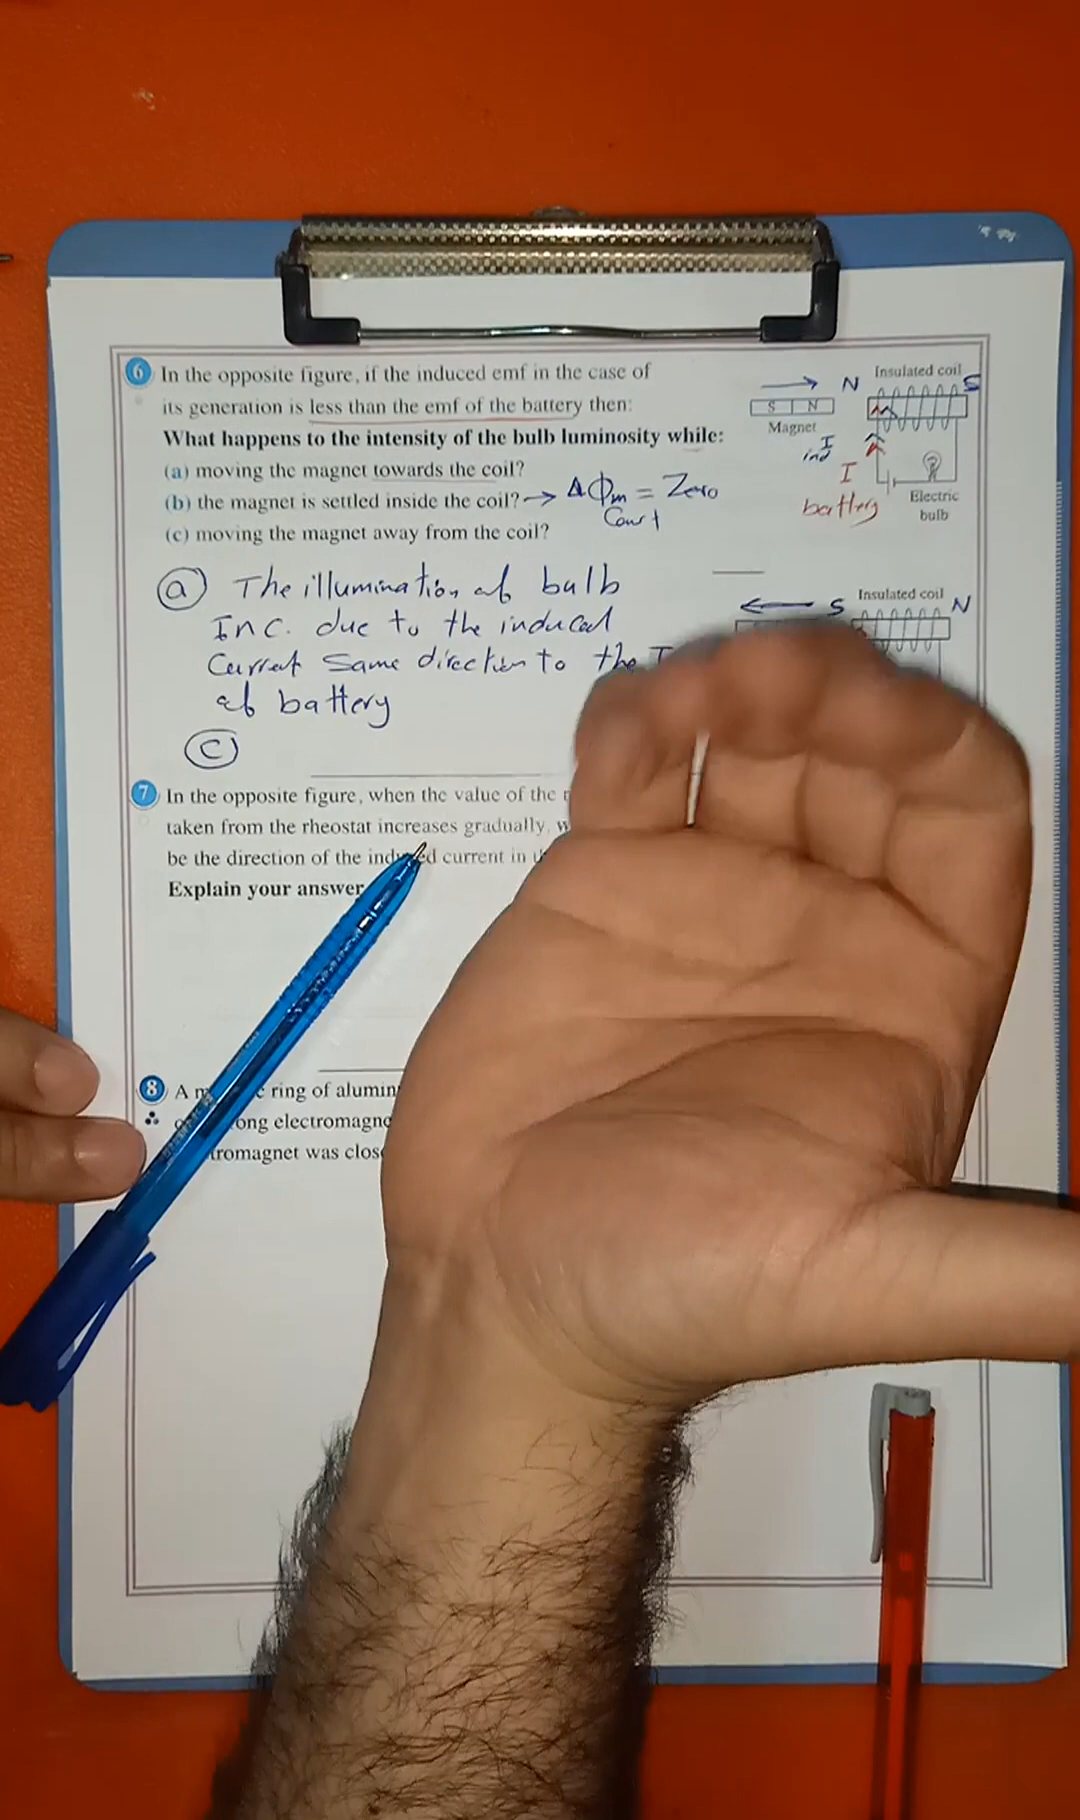 6 In the opposite figure, if the induced emf in the case of
its generation is less than the emf of the battery then:
What happens to the intensity of the bulb luminosity while:
(a) moving the magnet towards the coil?
(b) the magnet is settled inside the coil? → ΔΦm = Zero
Const
(c) moving the magnet away from the coil?
Insulated coil
N S
S N
Magnet
I ind
I
battery
Electric
bulb
a The illumination of bulb
Inc. due to the induced
Current Same direction to the I
of battery
c
Insulated coil
S N
7 In the opposite figure, when the value of the
taken from the rheostat increases gradually,
be the direction of the induced current in
Explain your answer
8 A ring of
electromagne
tromagnet was